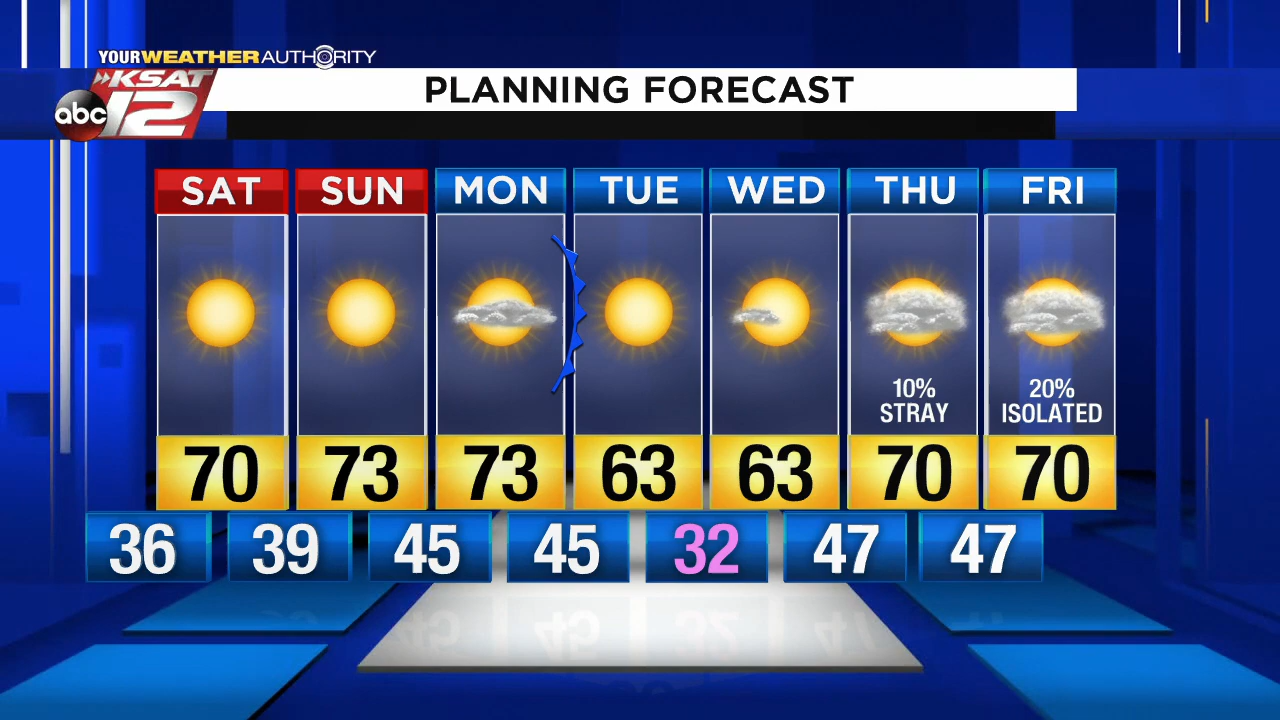 YOURWEATHERAUTHORITY
KSAT
abc 12
PLANNING FORECAST
SAT SUN MON TUE WED THU FRI
10% 20%
STRAY ISOLATED
70 73 73 63 63 70 70
36 39 45 45 32 47 47